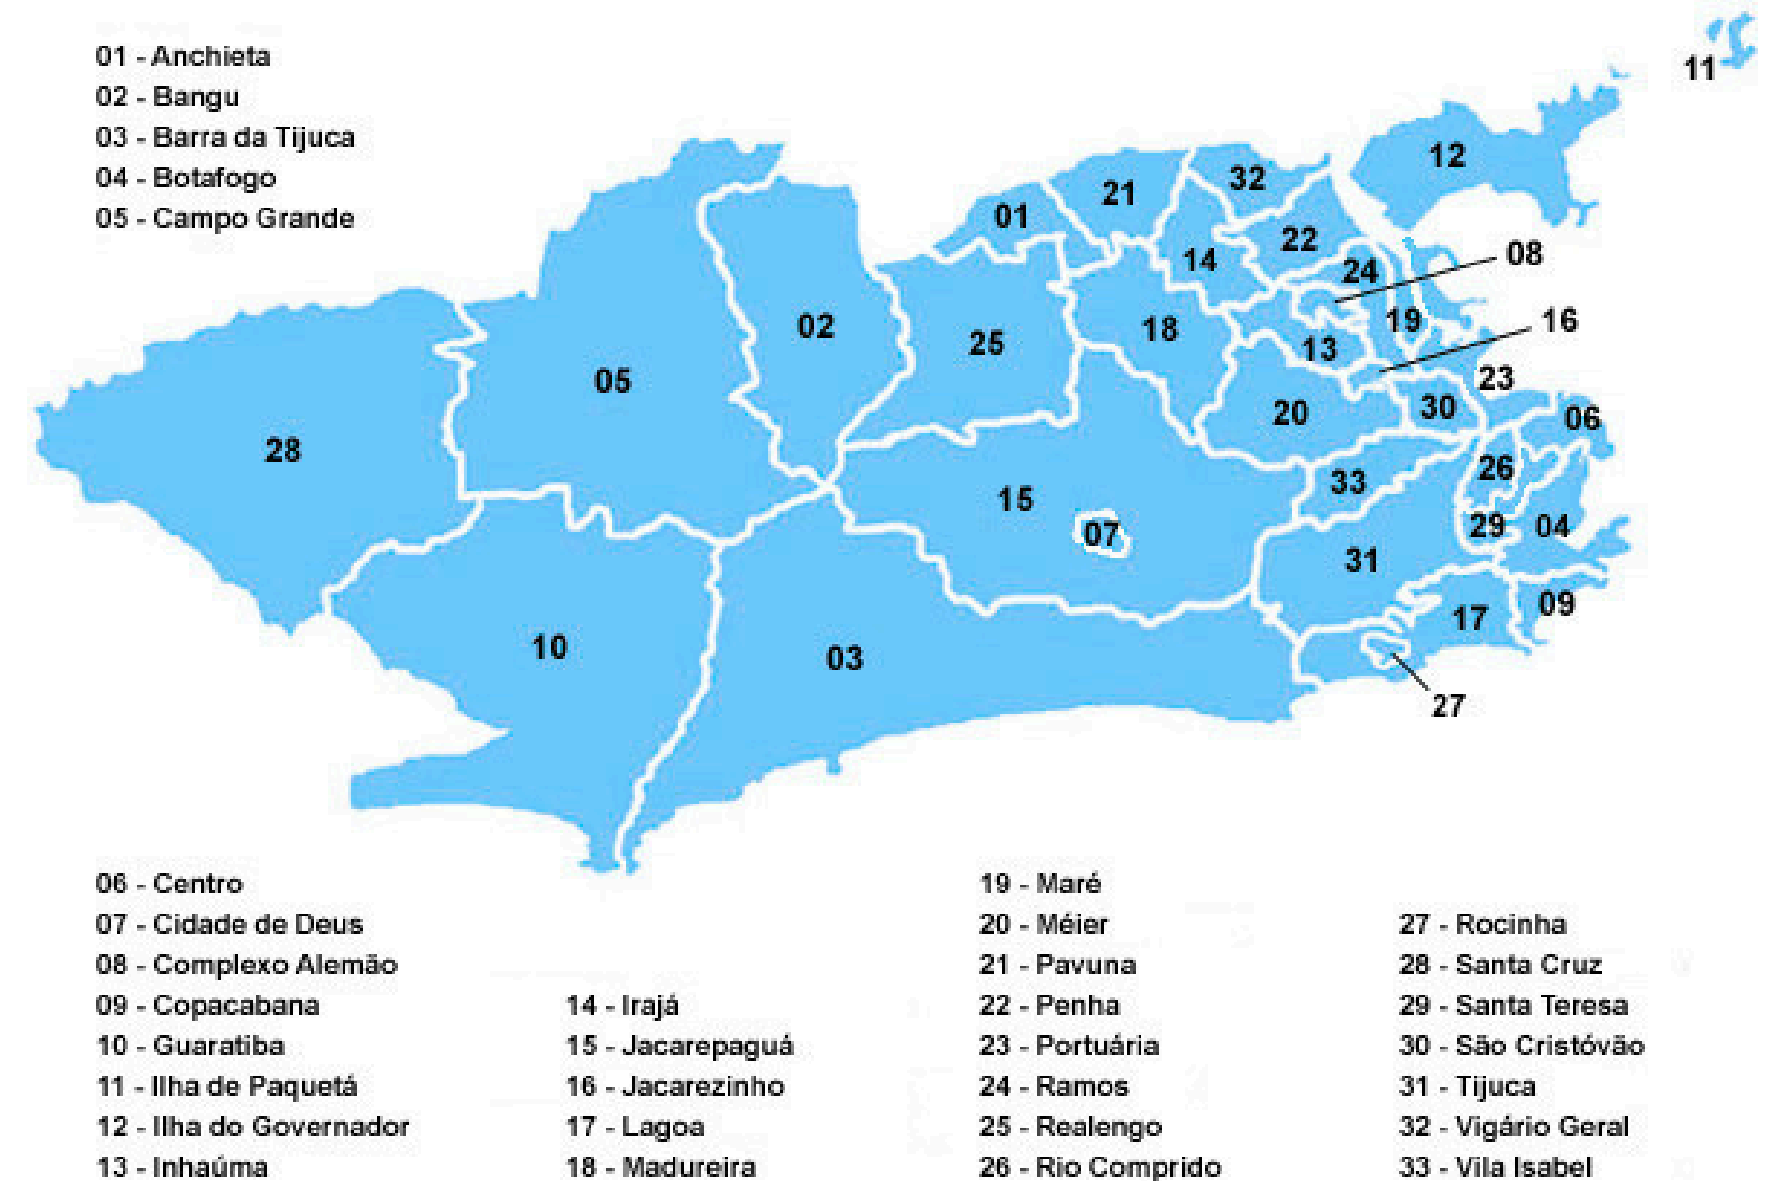 01 - Anchieta
02 - Bangu
03 - Barra da Tijuca
04 - Botafogo
05 - Campo Grande
11
12
32
21
01
22
14
08
24
02
25
18
19
16
13
05
23
20
30
06
28
26
33
15
07
29
04
31
09
17
10
03
27
06 - Centro
07 - Cidade de Deus
08 - Complexo Alemão
09 - Copacabana
10 - Guaratiba
11 - Ilha de Paquetá
12 - Ilha do Governador
13 - Inhaúma
14 - Irajá
15 - Jacarepaguá
16 - Jacarezinho
17 - Lagoa
18 - Madureira
19 - Maré
20 - Méier
21 - Pavuna
22 - Penha
23 - Portuária
24 - Ramos
25 - Realengo
26 - Rio Comprido
27 - Rocinha
28 - Santa Cruz
29 - Santa Teresa
30 - São Cristóvão
31 - Tijuca
32 - Vigário Geral
33 - Vila Isabel